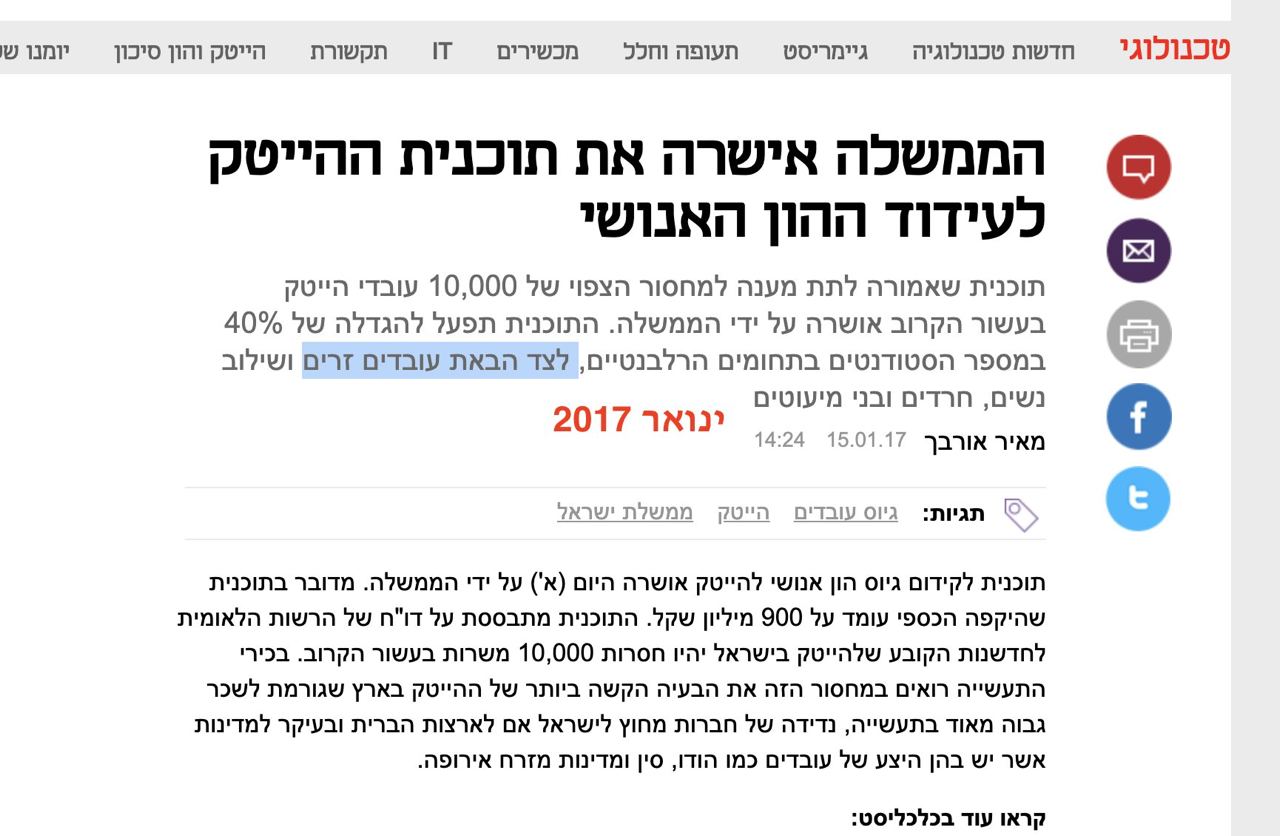 טכנולוגי חדשות טכנולוגיה גיימריסט תעופה וחלל מכשירים IT תקשורת הייטק והון סיכון יומנו
הממשלה אישרה את תוכנית ההייטק
לעידוד ההון האנושי
תוכנית שאמורה לתת מענה למחסור הצפוי של 10,000 עובדי הייטק
בעשור הקרוב אושרה על ידי הממשלה. התוכנית תפעל להגדלה של 40%
במספר הסטודנטים בתחומים הרלבנטיים, לצד הבאת עובדים זרים ושילוב
נשים, חרדים ובני מיעוטים
ינואר 2017
מאיר אורבך 15.01.17 14:24
תגיות: גיוס עובדים הייטק ממשלת ישראל
תוכנית לקידום גיוס הון אנושי להייטק אושרה היום (א') על ידי הממשלה. מדובר בתוכנית
שהיקפה הכספי עומד על 900 מיליון שקל. התוכנית מתבססת על דו"ח של הרשות הלאומית
לחדשנות הקובע שלהייטק בישראל יהיו חסרות 10,000 משרות בעשור הקרוב. בכירי
התעשייה רואים במחסור הזה את הבעיה הקשה ביותר של ההייטק בארץ שגורמת לשכר
גבוה מאוד בתעשייה, נדידה של חברות מחוץ לישראל אם לארצות הברית ובעיקר למדינות
אשר יש בהן היצע של עובדים כמו הודו, סין ומדינות מזרח אירופה.
קראו עוד בכלכליסט: